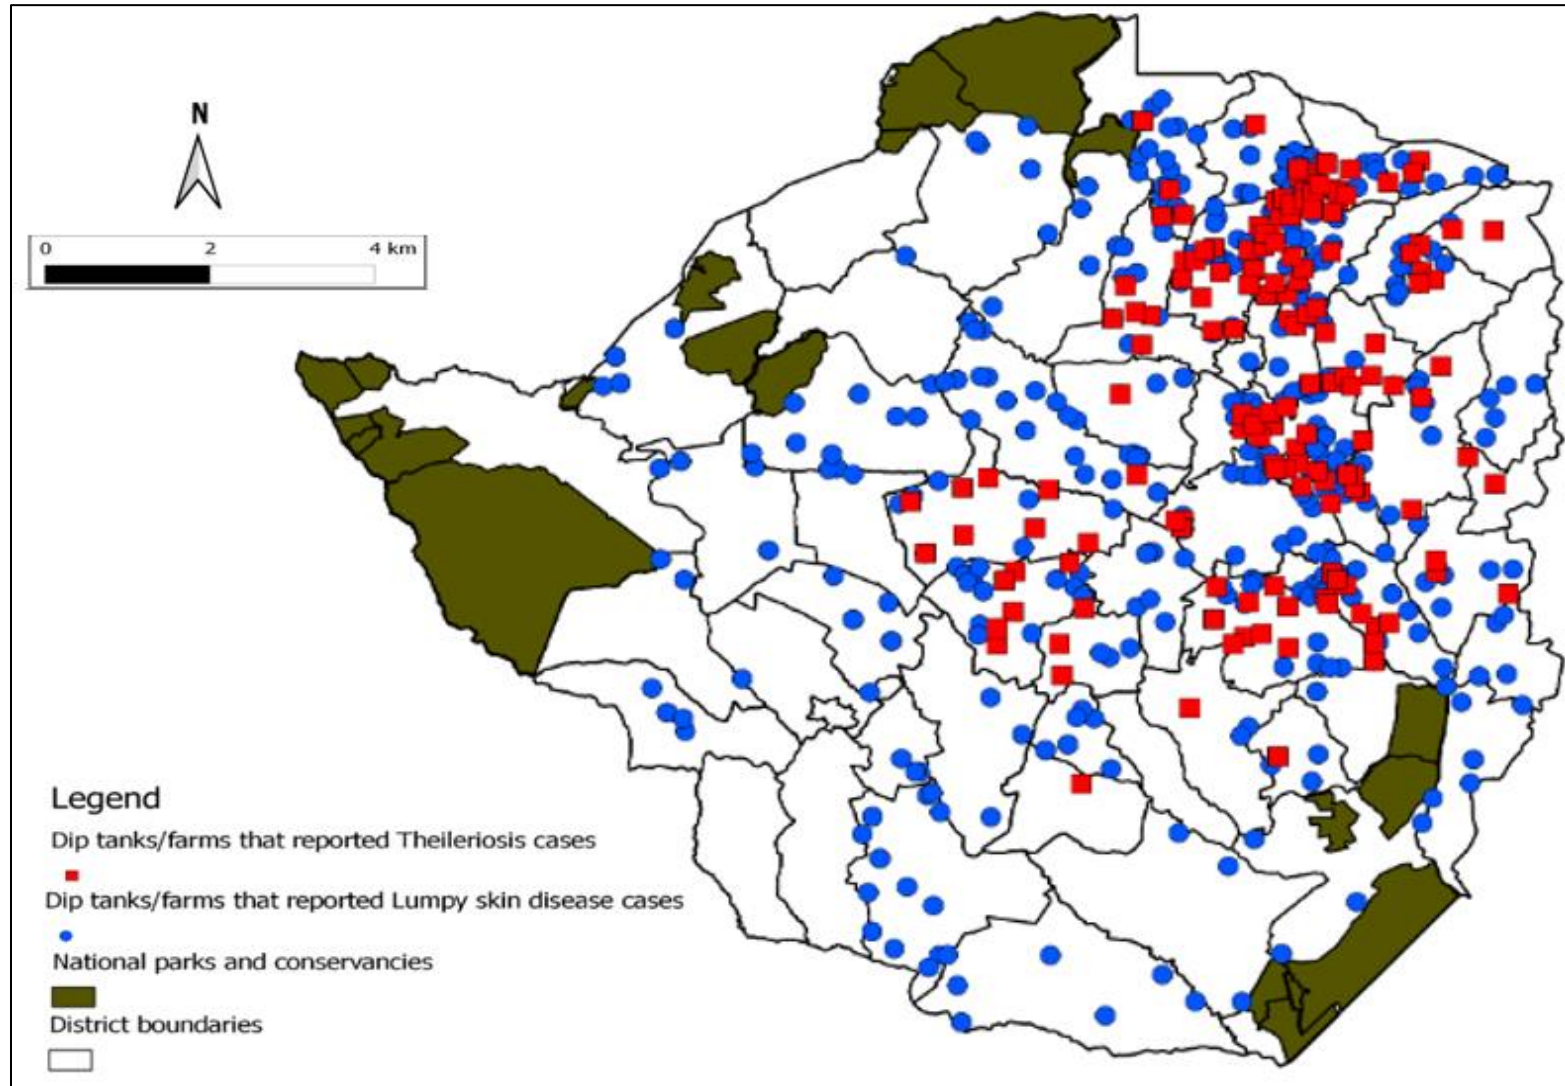 N
0 2 4 km
Legend
Dip tanks/farms that reported Theileriosis cases
Dip tanks/farms that reported Lumpy skin disease cases
National parks and conservancies
District boundaries